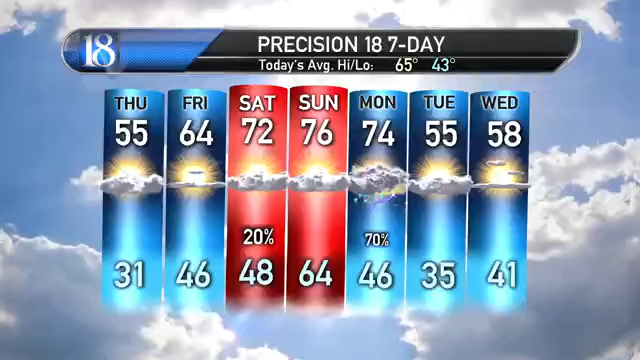 18
PRECISION 18 7-DAY
Today's Avg. Hi/Lo: 65° 43°
THU FRI SAT SUN MON TUE WED
55 64 72 76 74 55 58
20% 70%
31 46 48 64 46 35 41